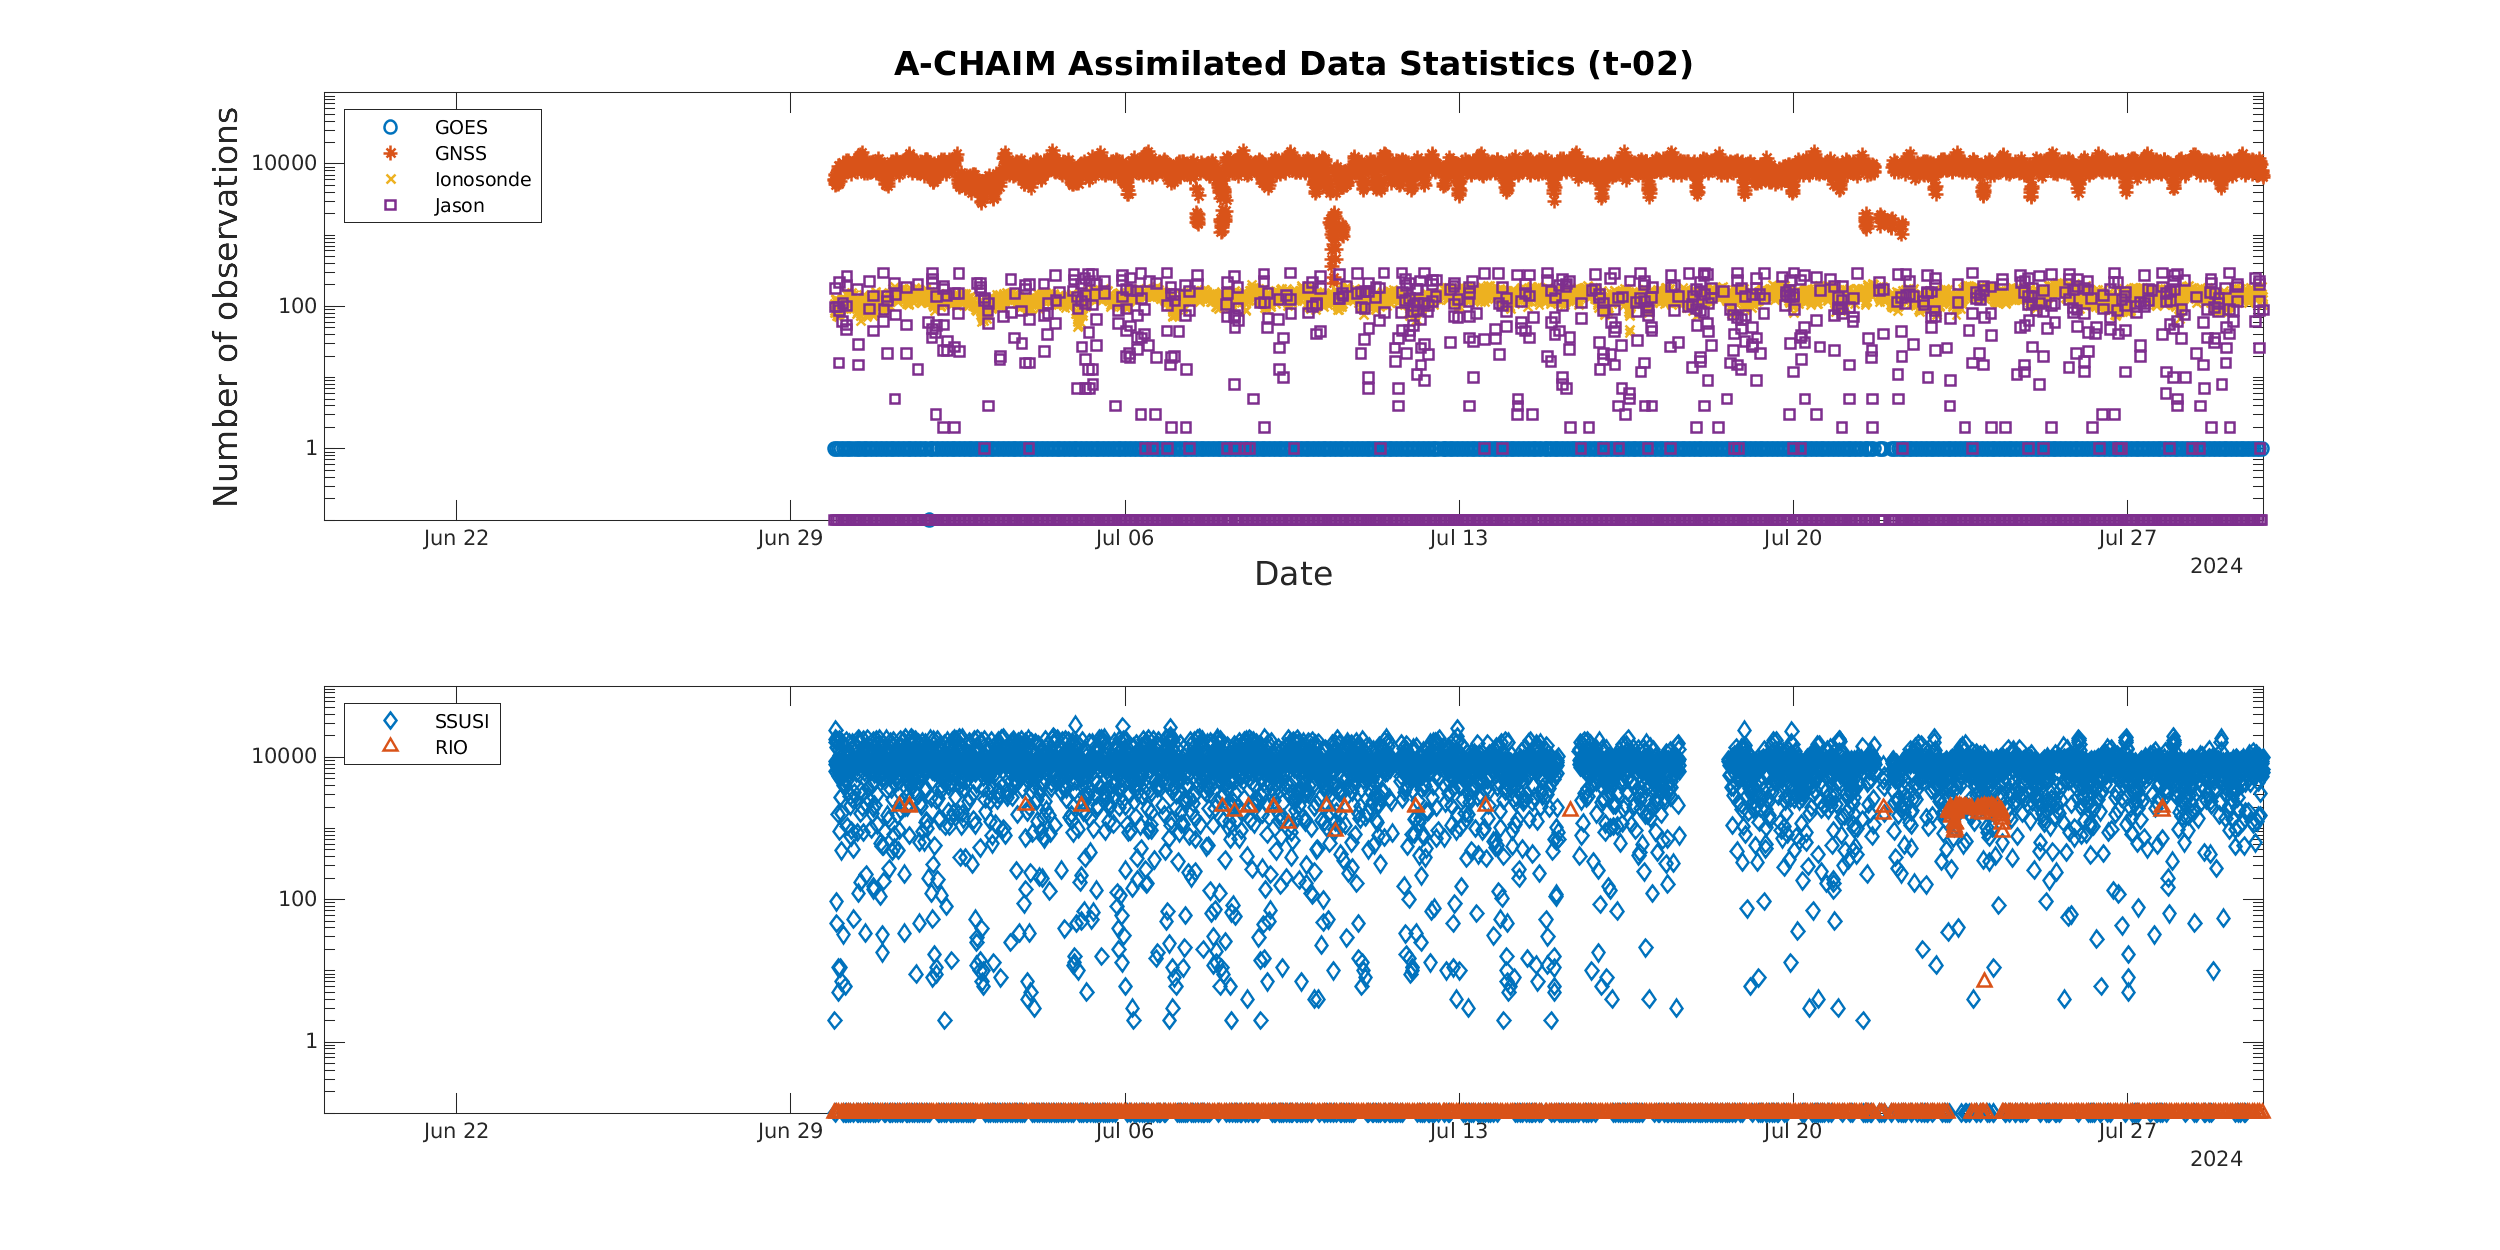 A-CHAIM Assimilated Data Statistics (t-02)
Number of observations
GOES
GNSS
Ionosonde
Jason
10000
100
1
Jun 22
Jun 29
Jul 06
Jul 13
Jul 20
Jul 27
2024
Date
SSUSI
RIO
10000
100
1
Jun 22
Jun 29
Jul 06
Jul 13
Jul 20
Jul 27
2024